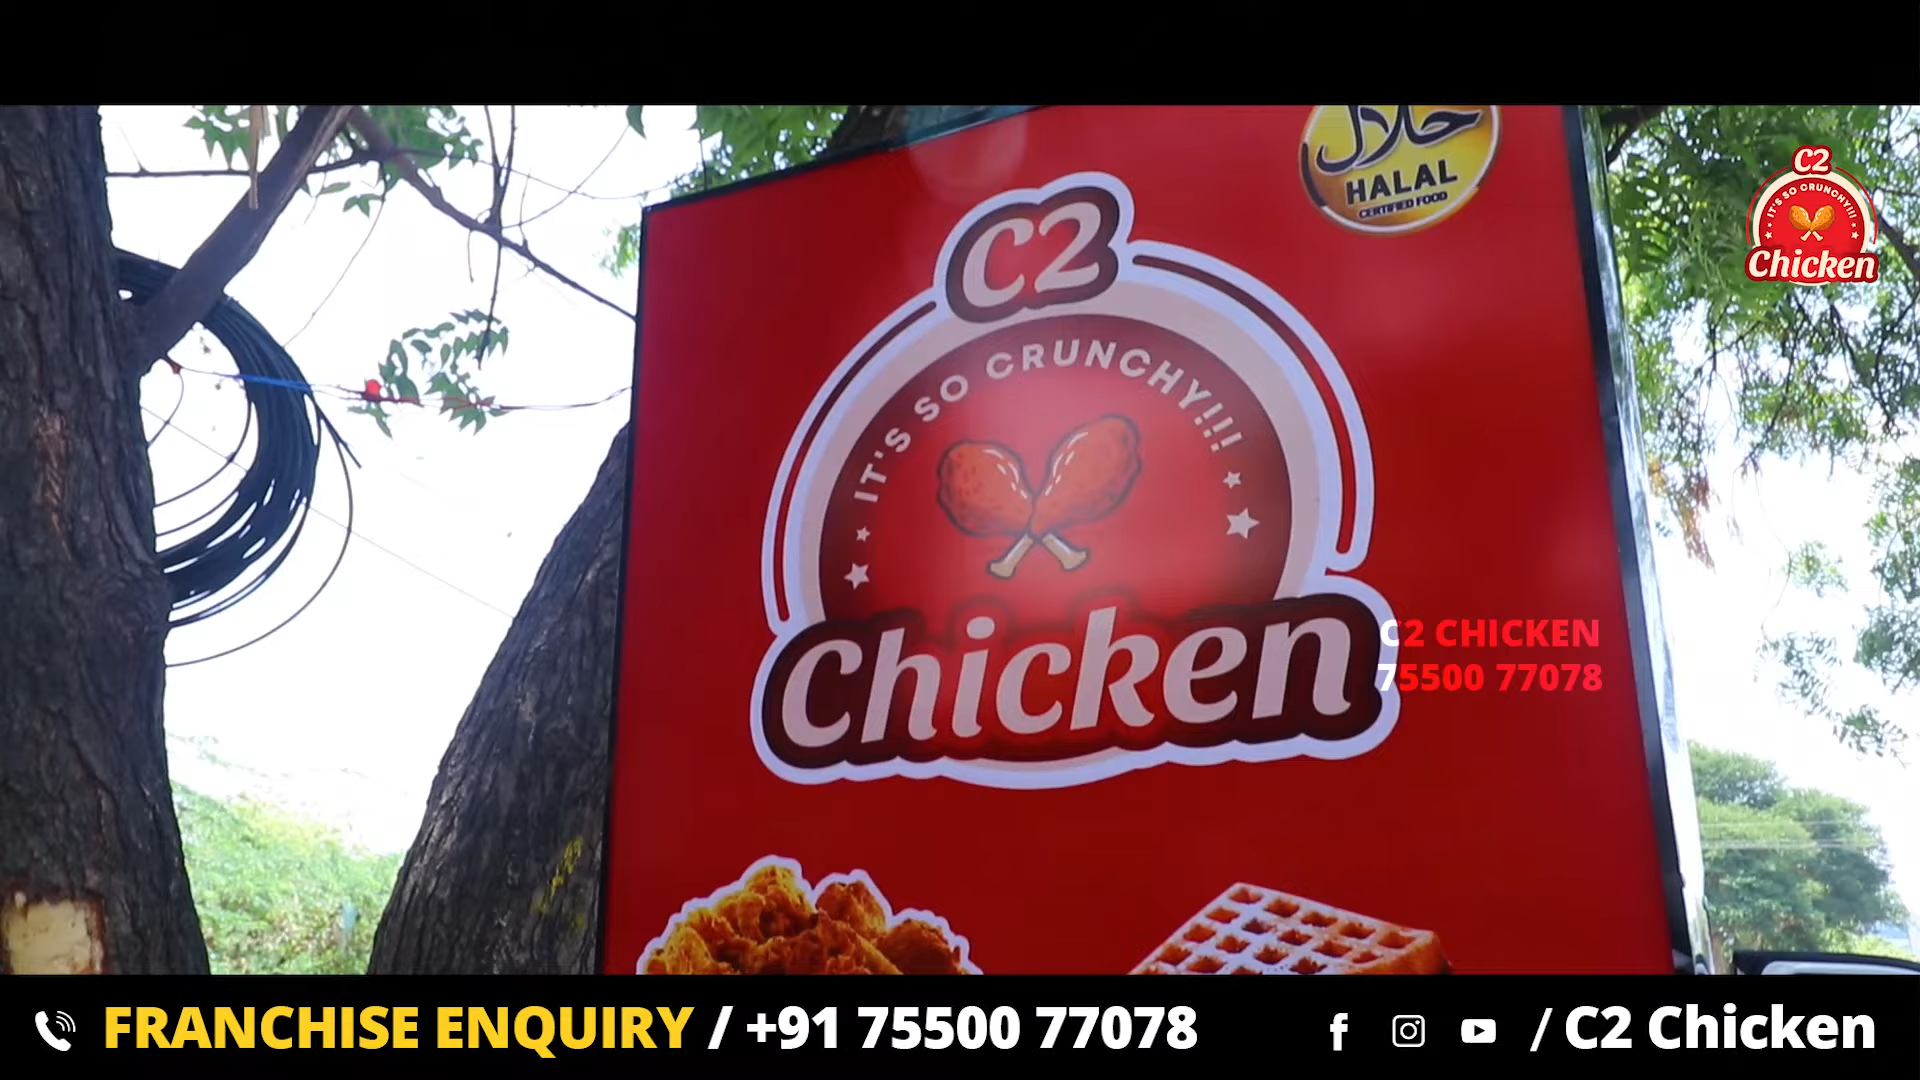 حلال
HALAL
CERTIFIED FOOD
C2
IT'S SO CRUNCHY!!!
Chicken
C2
IT'S SO CRUNCHY!!!
Chicken
C2 CHICKEN
75500 77078
FRANCHISE ENQUIRY / +91 75500 77078
/ C2 Chicken